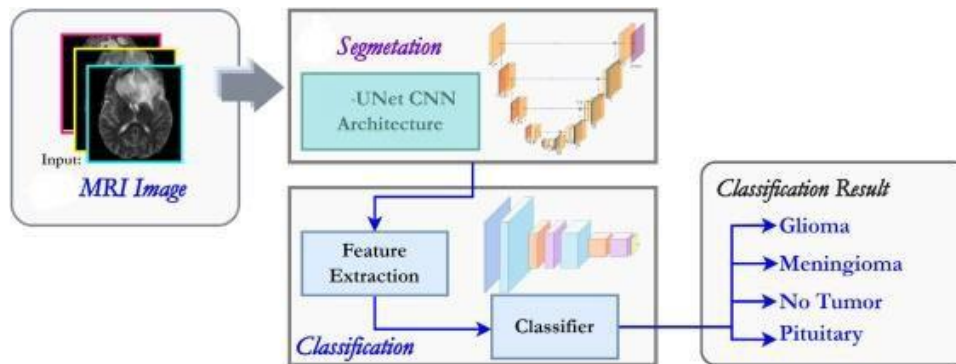 Input:
MRI Image
Segmetation
-UNet CNN
Architecture
Feature
Extraction
Classifier
Classification
Classification Result
Glioma
Meningioma
No Tumor
Pituitary